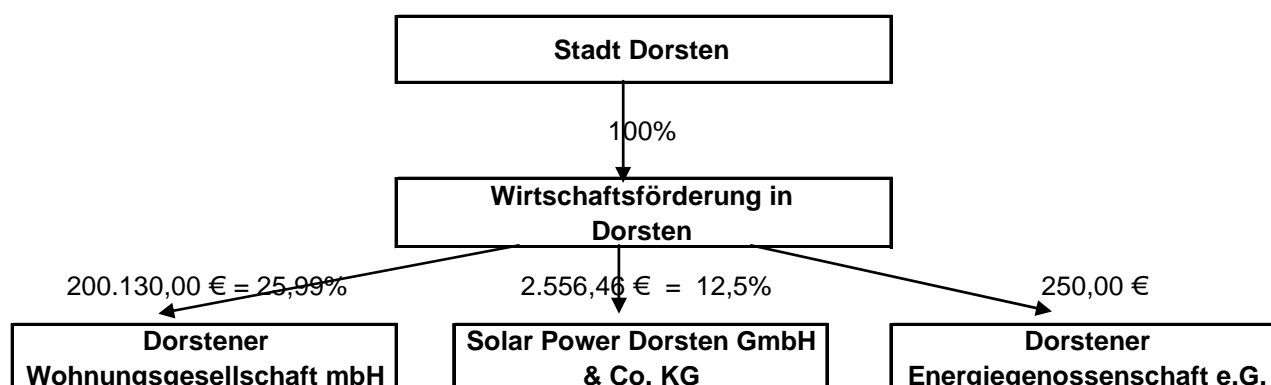 Stadt Dorsten
100%
Wirtschaftsförderung in
Dorsten
200.130,00 € = 25,99%
2.556,46 € = 12,5%
250,00 €
Dorstener
Wohnungsgesellschaft mbH
Solar Power Dorsten GmbH
& Co. KG
Dorstener
Energiegenossenschaft e.G.